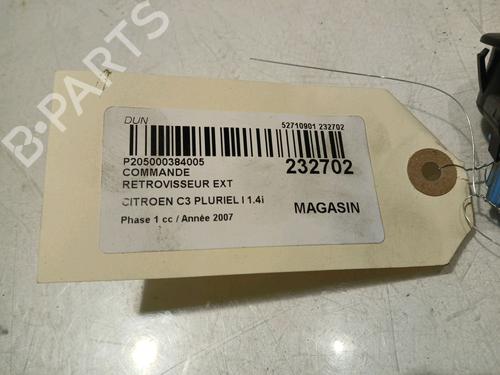 B-PARTS
DUN
52710901 232702
P205000384005
232702
COMMANDE
RETROVISSEUR EXT
CITROEN C3 PLURIEL I 1.4i
MAGASIN
Phase 1 cc / Année 2007